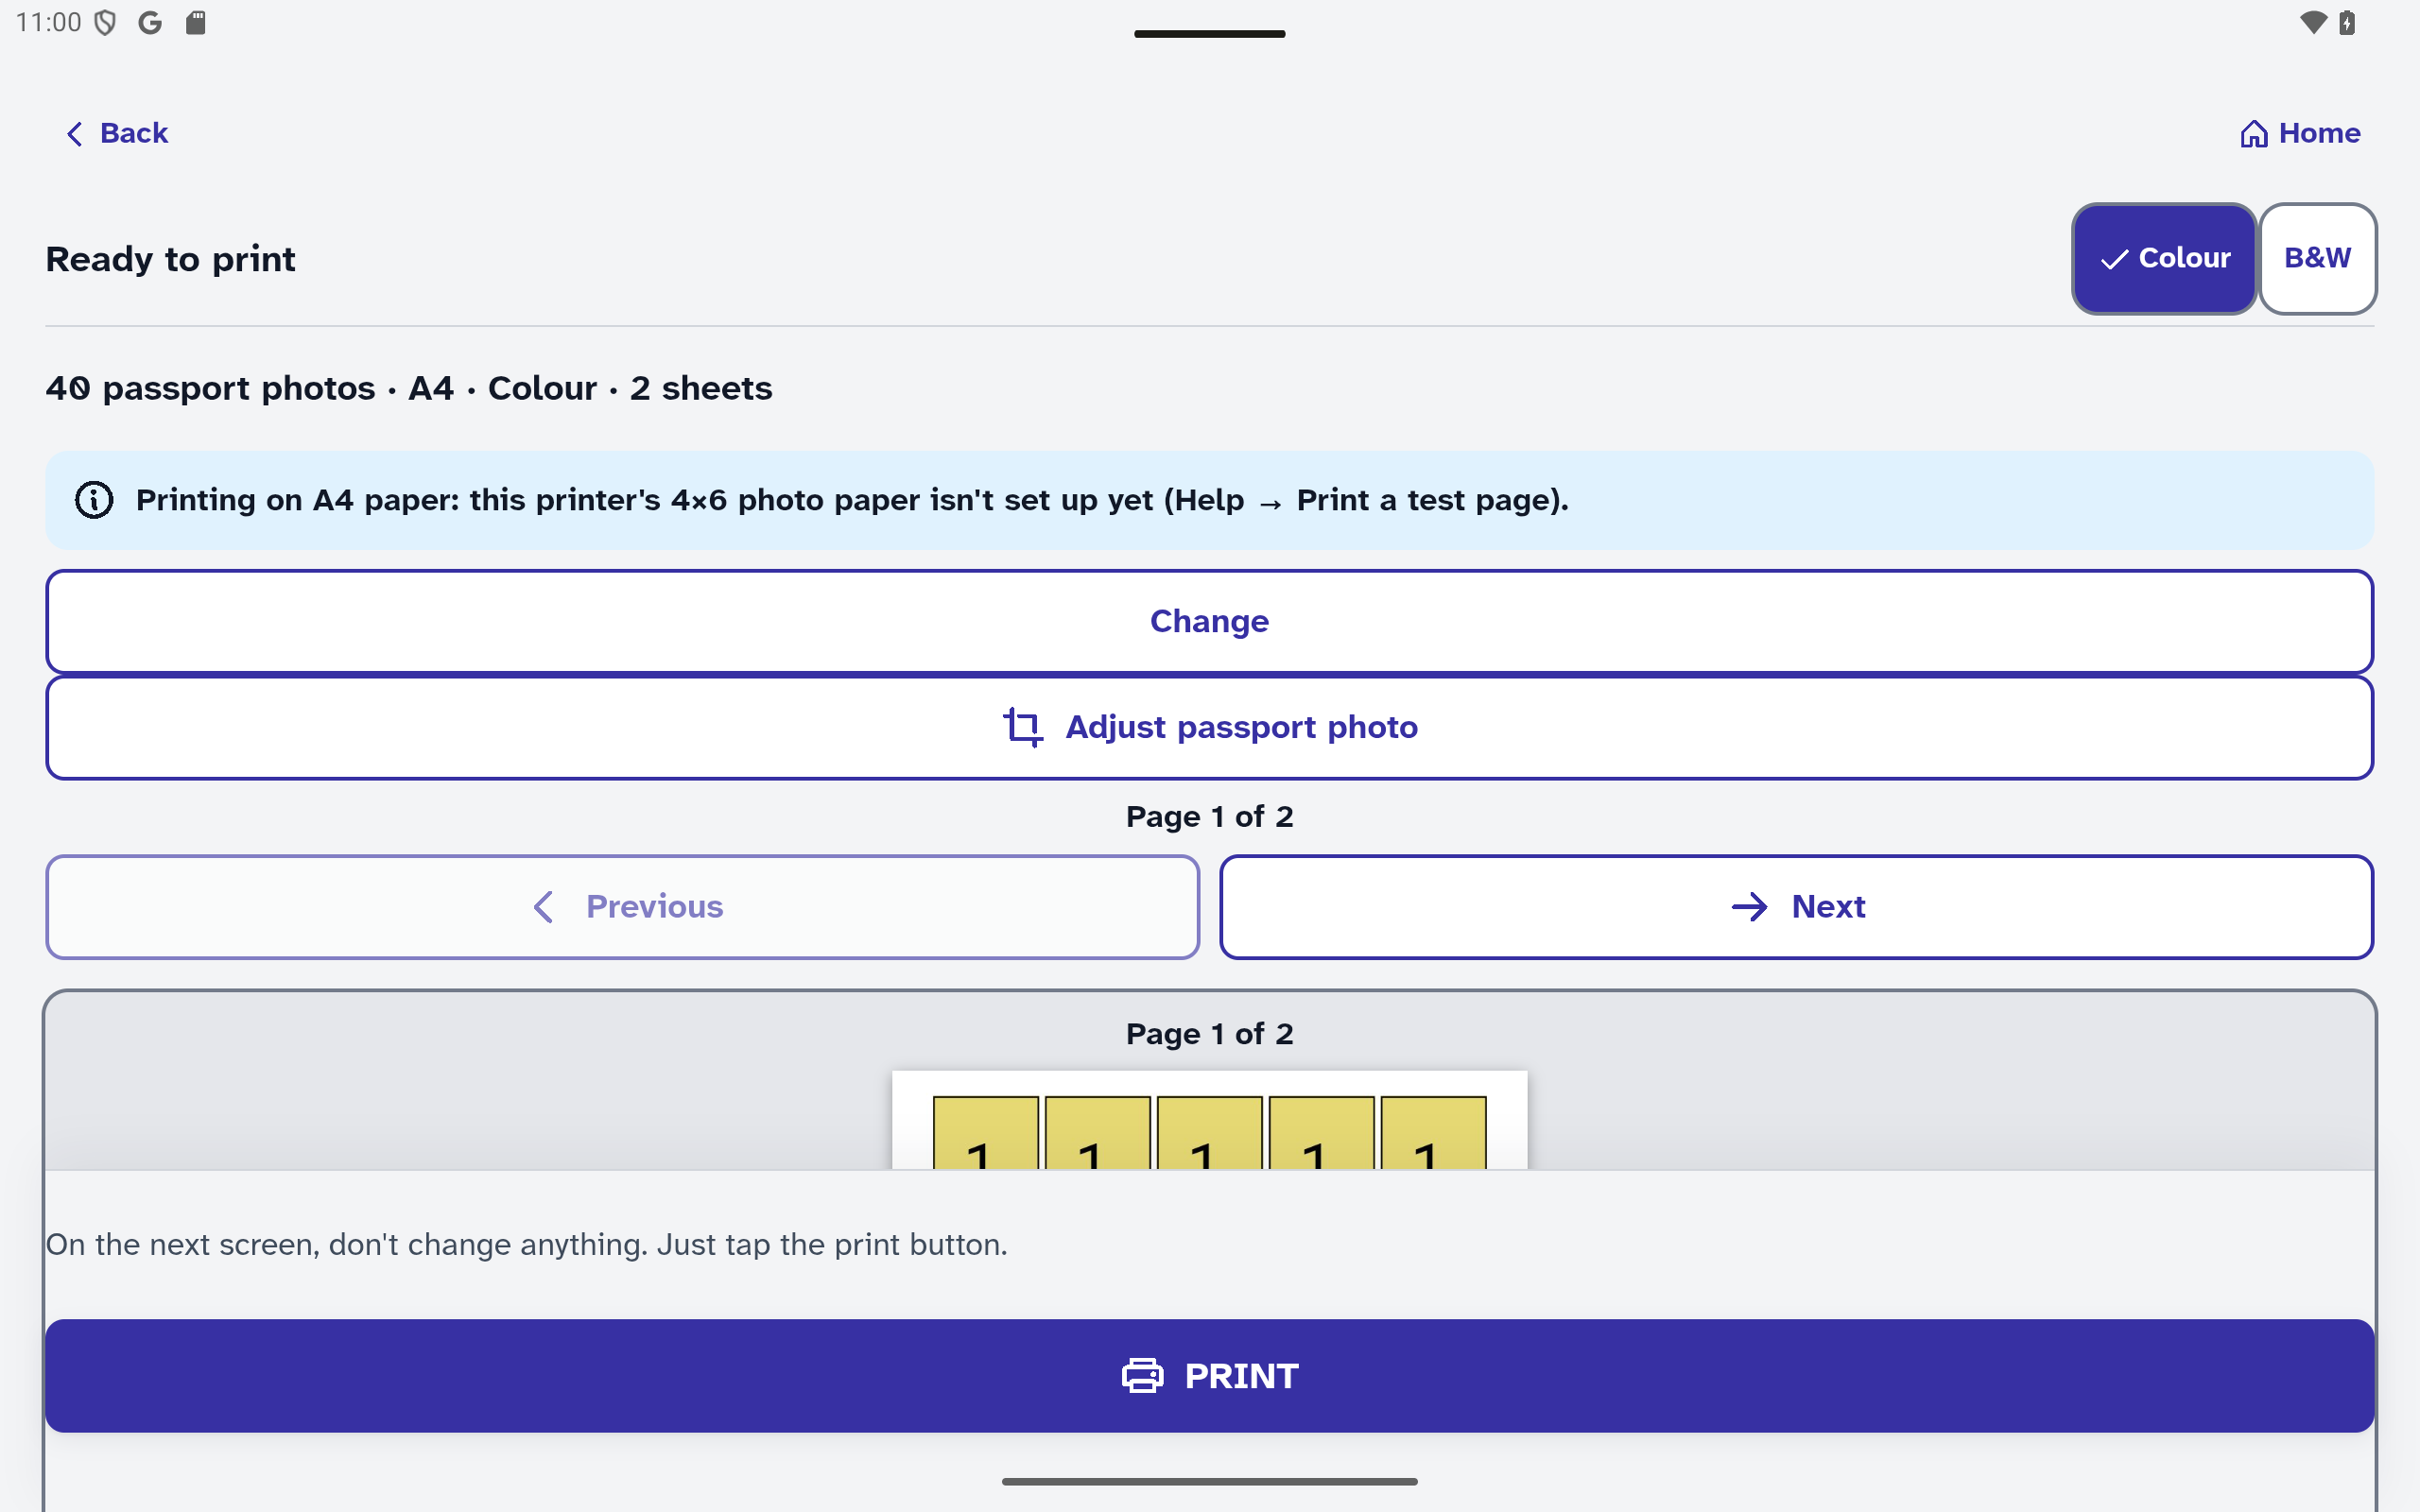 11:00
Back
Home
Ready to print
Colour
B&W
40 passport photos · A4 · Colour · 2 sheets
Printing on A4 paper: this printer's 4×6 photo paper isn't set up yet (Help → Print a test page).
Change
Adjust passport photo
Page 1 of 2
Previous
Next
Page 1 of 2
1 1 1 1 1
On the next screen, don't change anything. Just tap the print button.
PRINT